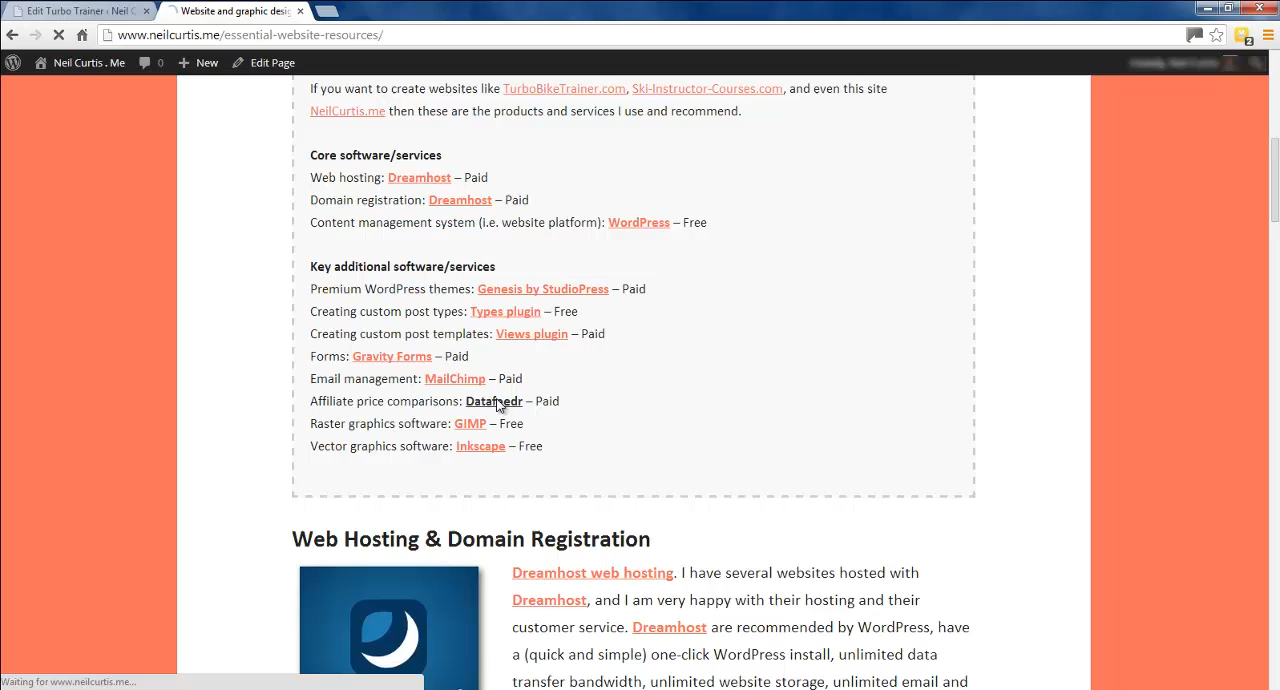 Edit Turbo Trainer ‹ Neil C
Website and graphic desig
www.neilcurtis.me/essential-website-resources/
2
Neil Curtis . Me
0
New
Edit Page
If you want to create websites like TurboBikeTrainer.com, Ski-Instructor-Courses.com, and even this site
NeilCurtis.me then these are the products and services I use and recommend.
Core software/services
Web hosting: Dreamhost – Paid
Domain registration: Dreamhost – Paid
Content management system (i.e. website platform): WordPress – Free
Key additional software/services
Premium WordPress themes: Genesis by StudioPress – Paid
Creating custom post types: Types plugin – Free
Creating custom post templates: Views plugin – Paid
Forms: Gravity Forms – Paid
Email management: MailChimp – Paid
Affiliate price comparisons: Datafeedr – Paid
Raster graphics software: GIMP – Free
Vector graphics software: Inkscape – Free
Web Hosting & Domain Registration
Dreamhost web hosting. I have several websites hosted with
Dreamhost, and I am very happy with their hosting and their
customer service. Dreamhost are recommended by WordPress, have
a (quick and simple) one-click WordPress install, unlimited data
transfer bandwidth, unlimited website storage, unlimited email and
Waiting for www.neilcurtis.me...